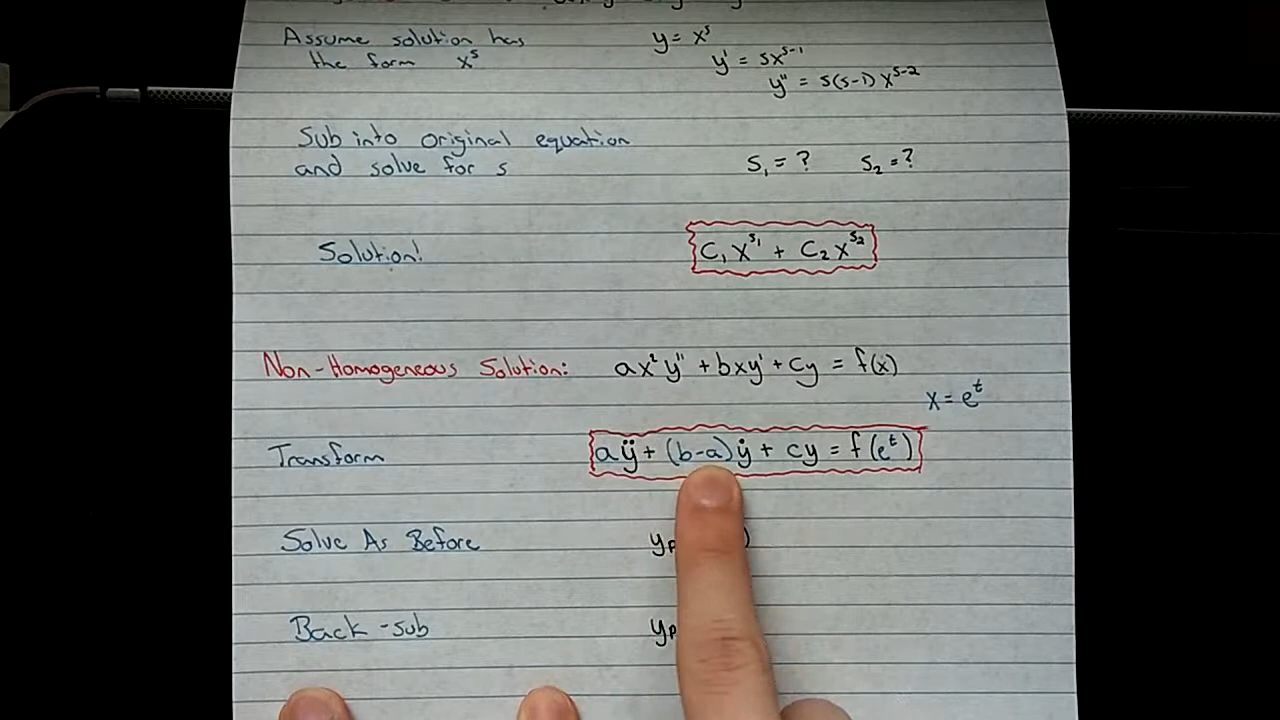 Assume solution has y = x^s
the form x^s y' = sx^{s-1}
y'' = s(s-1)x^{s-2}
Sub into original equation
and solve for s S₁ = ? S₂ = ?
Solution! C₁x^{s₁} + C₂x^{s₂}
Non-Homogeneous Solution: ax²y'' + bxy' + cy = f(x)
x = e^t
Transform aÿ + (b-a)ẏ + cy = f(e^t)
Solve As Before
Back-sub